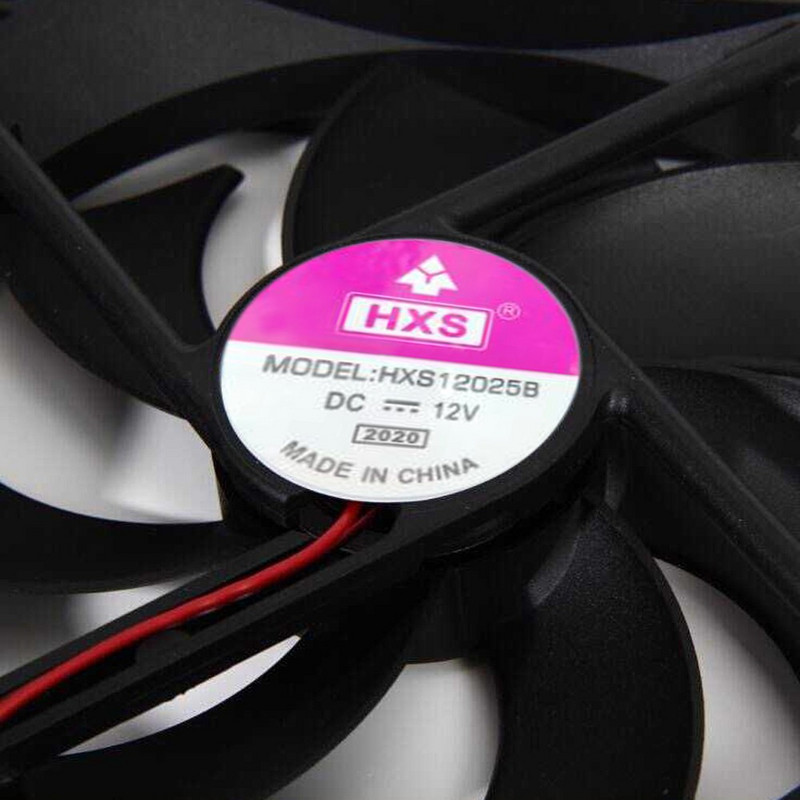 HXS ®
MODEL:HXS12025B
DC ⎓ 12V
2020
MADE IN CHINA